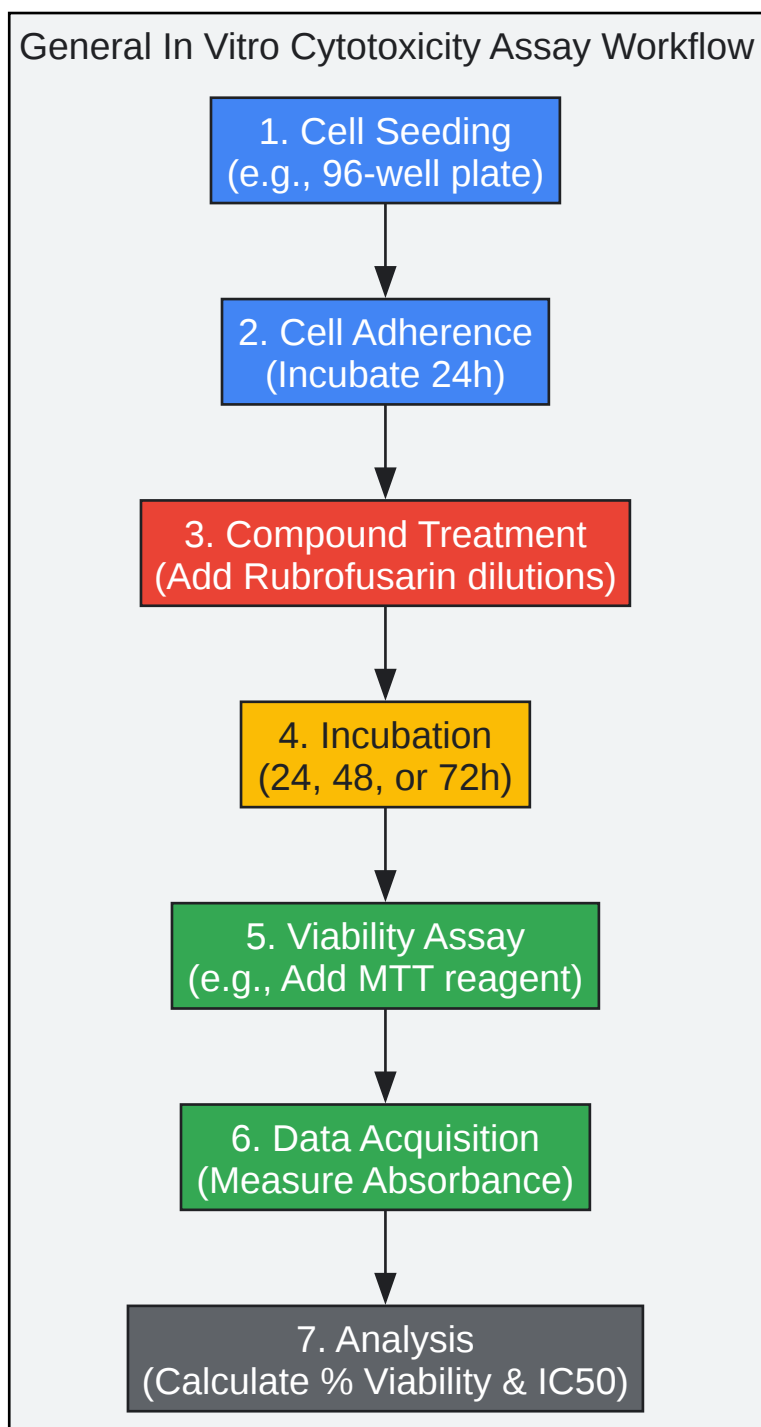 General In Vitro Cytotoxicity Assay Workflow
1. Cell Seeding
(e.g., 96-well plate)
2. Cell Adherence
(Incubate 24h)
3. Compound Treatment
(Add Rubrofusarin dilutions)
4. Incubation
(24, 48, or 72h)
5. Viability Assay
(e.g., Add MTT reagent)
6. Data Acquisition
(Measure Absorbance)
7. Analysis
(Calculate % Viability & IC50)